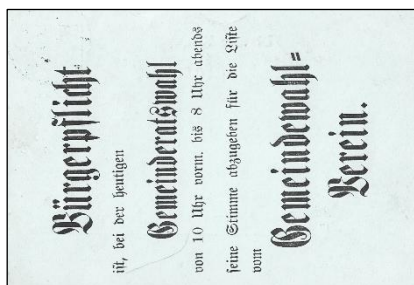 Bürgerpflicht
ist, bei der heutigen
Gemeinderatswahl
von 10 Uhr vorm. bis 8 Uhr abends
seine Stimme abzugeben für die Liste
vom
Gemeindewahl=
Verein.